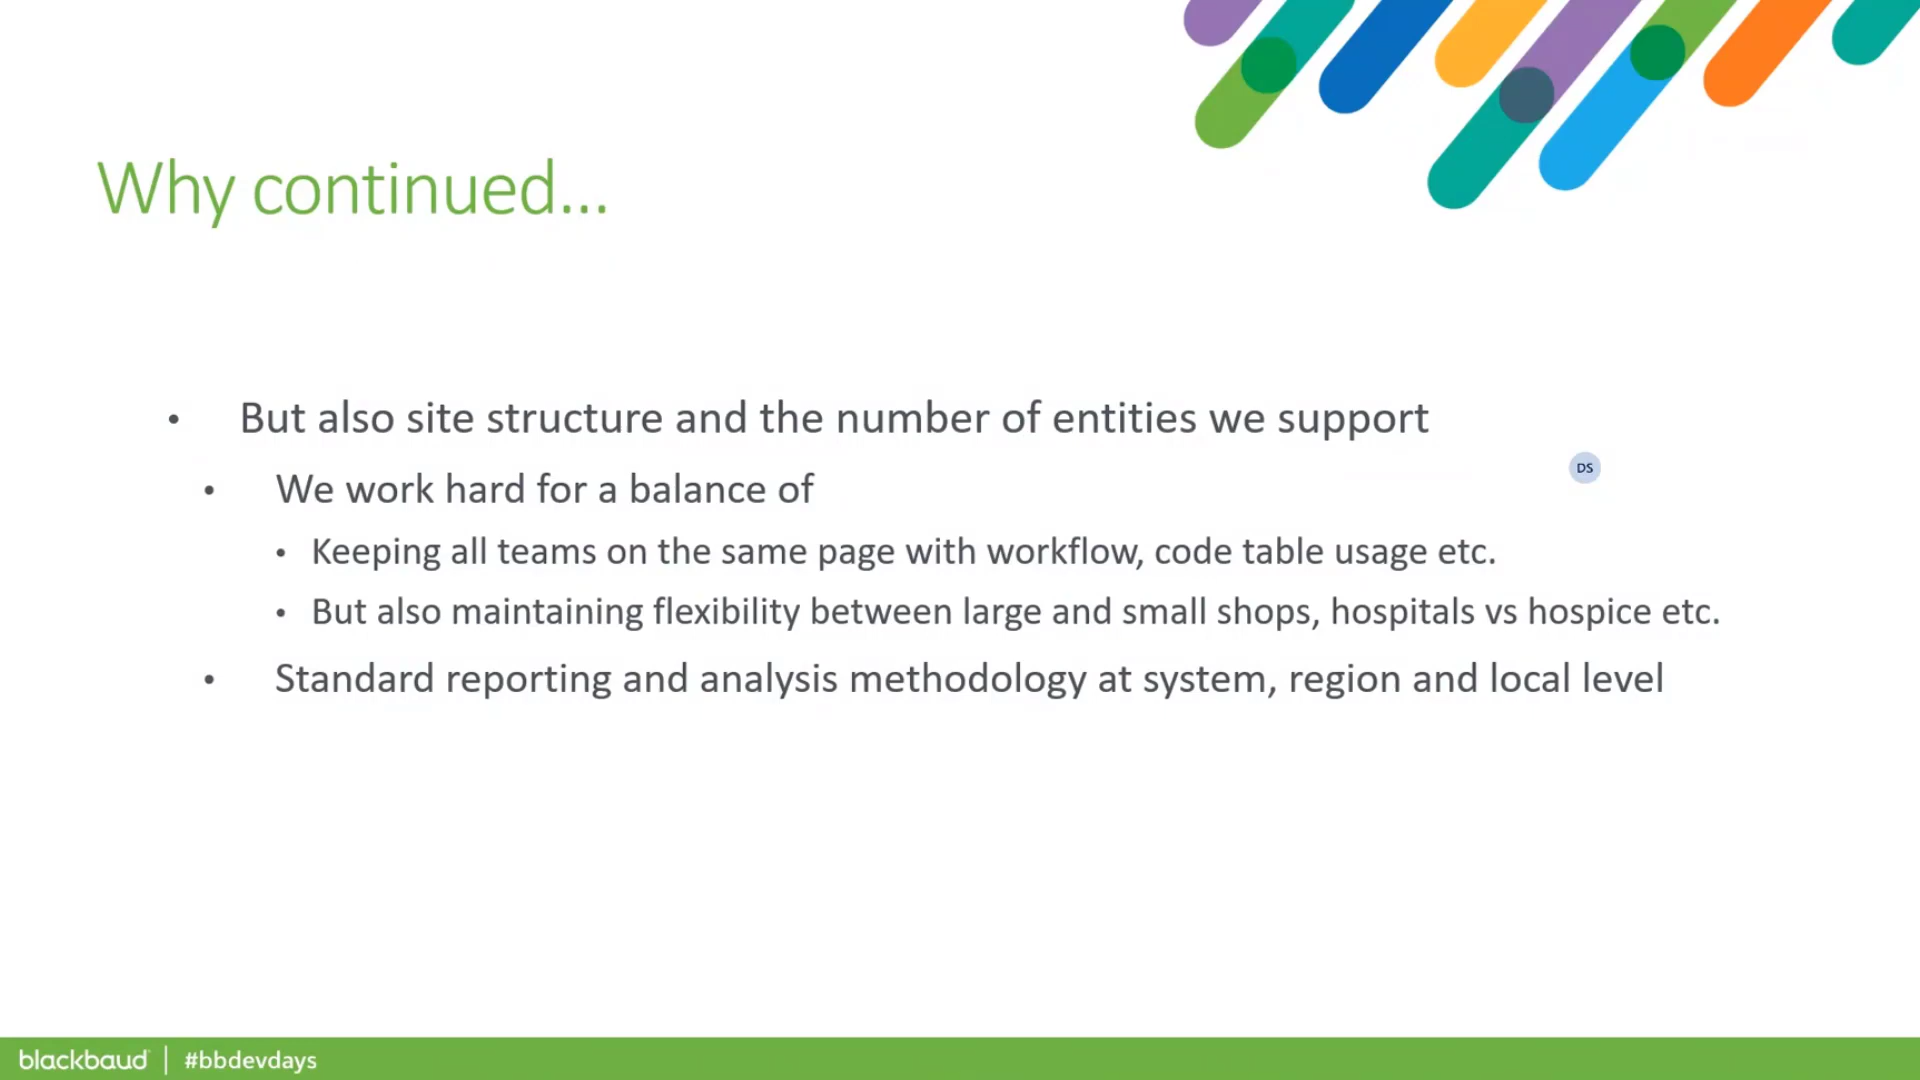 Why continued...
• But also site structure and the number of entities we support
DS
• We work hard for a balance of
• Keeping all teams on the same page with workflow, code table usage etc.
• But also maintaining flexibility between large and small shops, hospitals vs hospice etc.
• Standard reporting and analysis methodology at system, region and local level
blackbaud | #bbdevdays